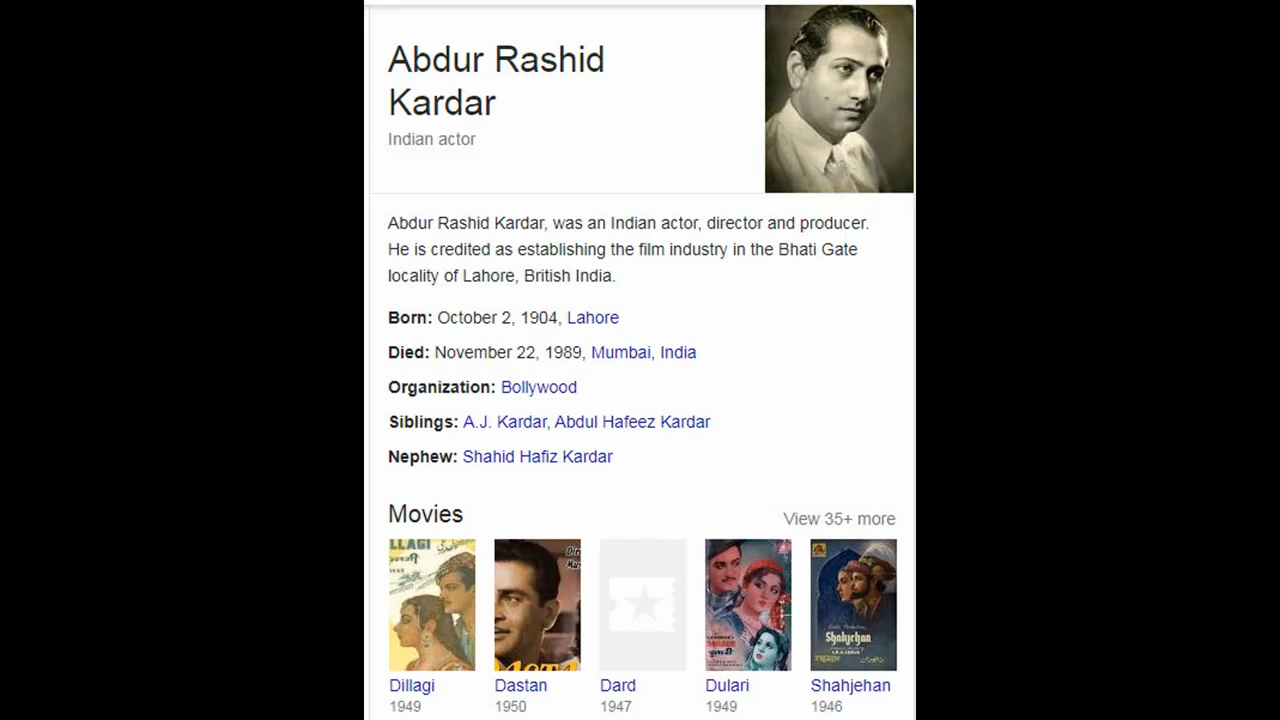 Abdur Rashid
Kardar
Indian actor
Abdur Rashid Kardar, was an Indian actor, director and producer.
He is credited as establishing the film industry in the Bhati Gate
locality of Lahore, British India.
Born: October 2, 1904, Lahore
Died: November 22, 1989, Mumbai, India
Organization: Bollywood
Siblings: A.J. Kardar, Abdul Hafeez Kardar
Nephew: Shahid Hafiz Kardar
Movies
View 35+ more
LLAGI
Shahjehan
Dillagi
Dastan
Dard
Dulari
Shahjehan
1949
1950
1947
1949
1946